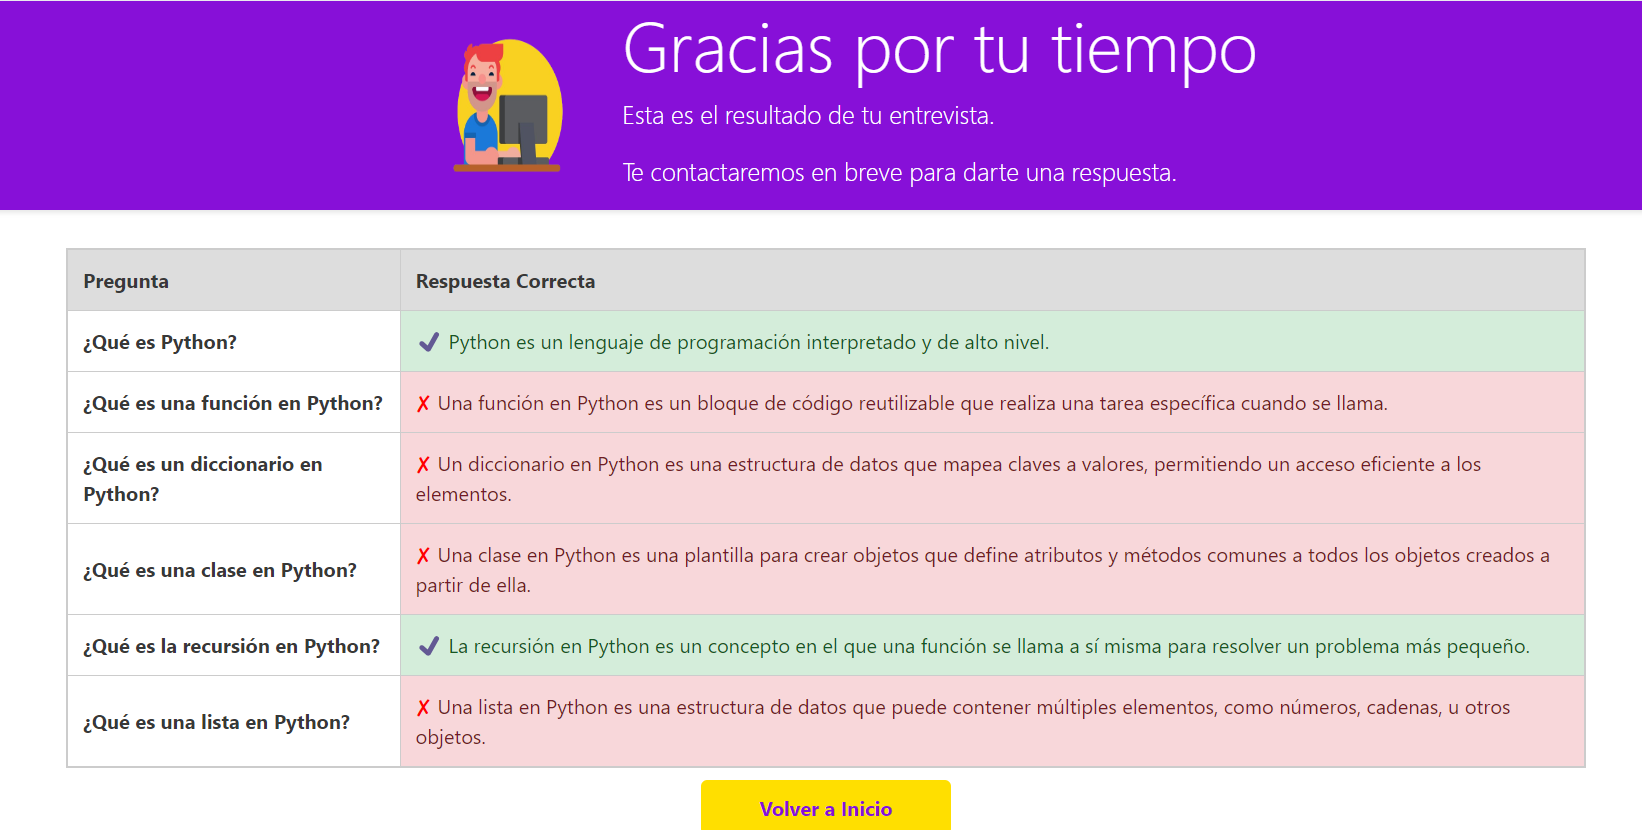 Gracias por tu tiempo
Esta es el resultado de tu entrevista.
Te contactaremos en breve para darte una respuesta.
Pregunta
Respuesta Correcta
¿Qué es Python?
✔ Python es un lenguaje de programación interpretado y de alto nivel.
¿Qué es una función en Python?
✗ Una función en Python es un bloque de código reutilizable que realiza una tarea específica cuando se llama.
¿Qué es un diccionario en
Python?
✗ Un diccionario en Python es una estructura de datos que mapea claves a valores, permitiendo un acceso eficiente a los
elementos.
¿Qué es una clase en Python?
✗ Una clase en Python es una plantilla para crear objetos que define atributos y métodos comunes a todos los objetos creados a
partir de ella.
¿Qué es la recursión en Python?
✔ La recursión en Python es un concepto en el que una función se llama a sí misma para resolver un problema más pequeño.
¿Qué es una lista en Python?
✗ Una lista en Python es una estructura de datos que puede contener múltiples elementos, como números, cadenas, u otros
objetos.
Volver a Inicio